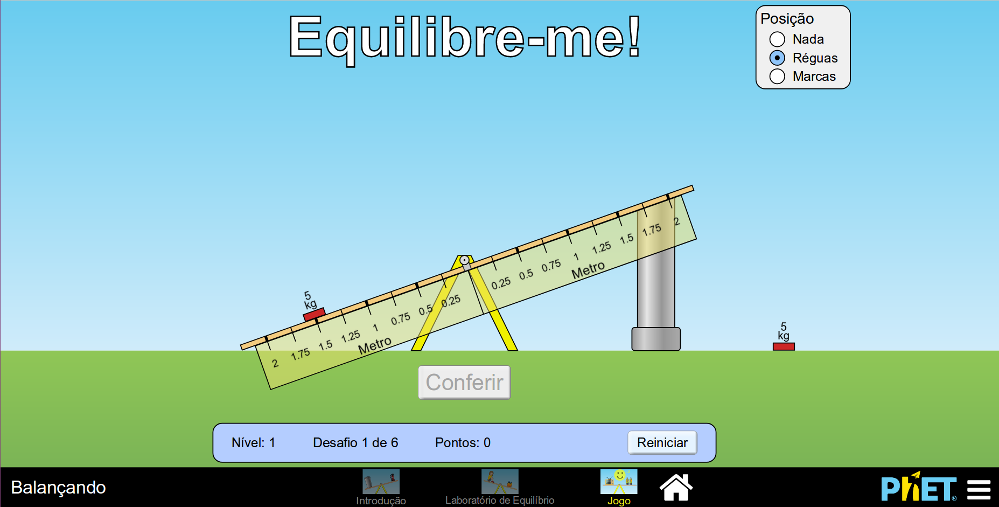 Equilibre-me!
Posição
Nada
Réguas
Marcas
5
kg
2
1.75
1.5
1.25
1
0.75
0.5
0.25
Metro
0.25
0.5
0.75
1
1.25
1.5
1.75
2
Metro
5
kg
Conferir
Nível: 1 Desafio 1 de 6 Pontos: 0 Reiniciar
Balançando
Introdução
Laboratório de Equilíbrio
Jogo
PhET®